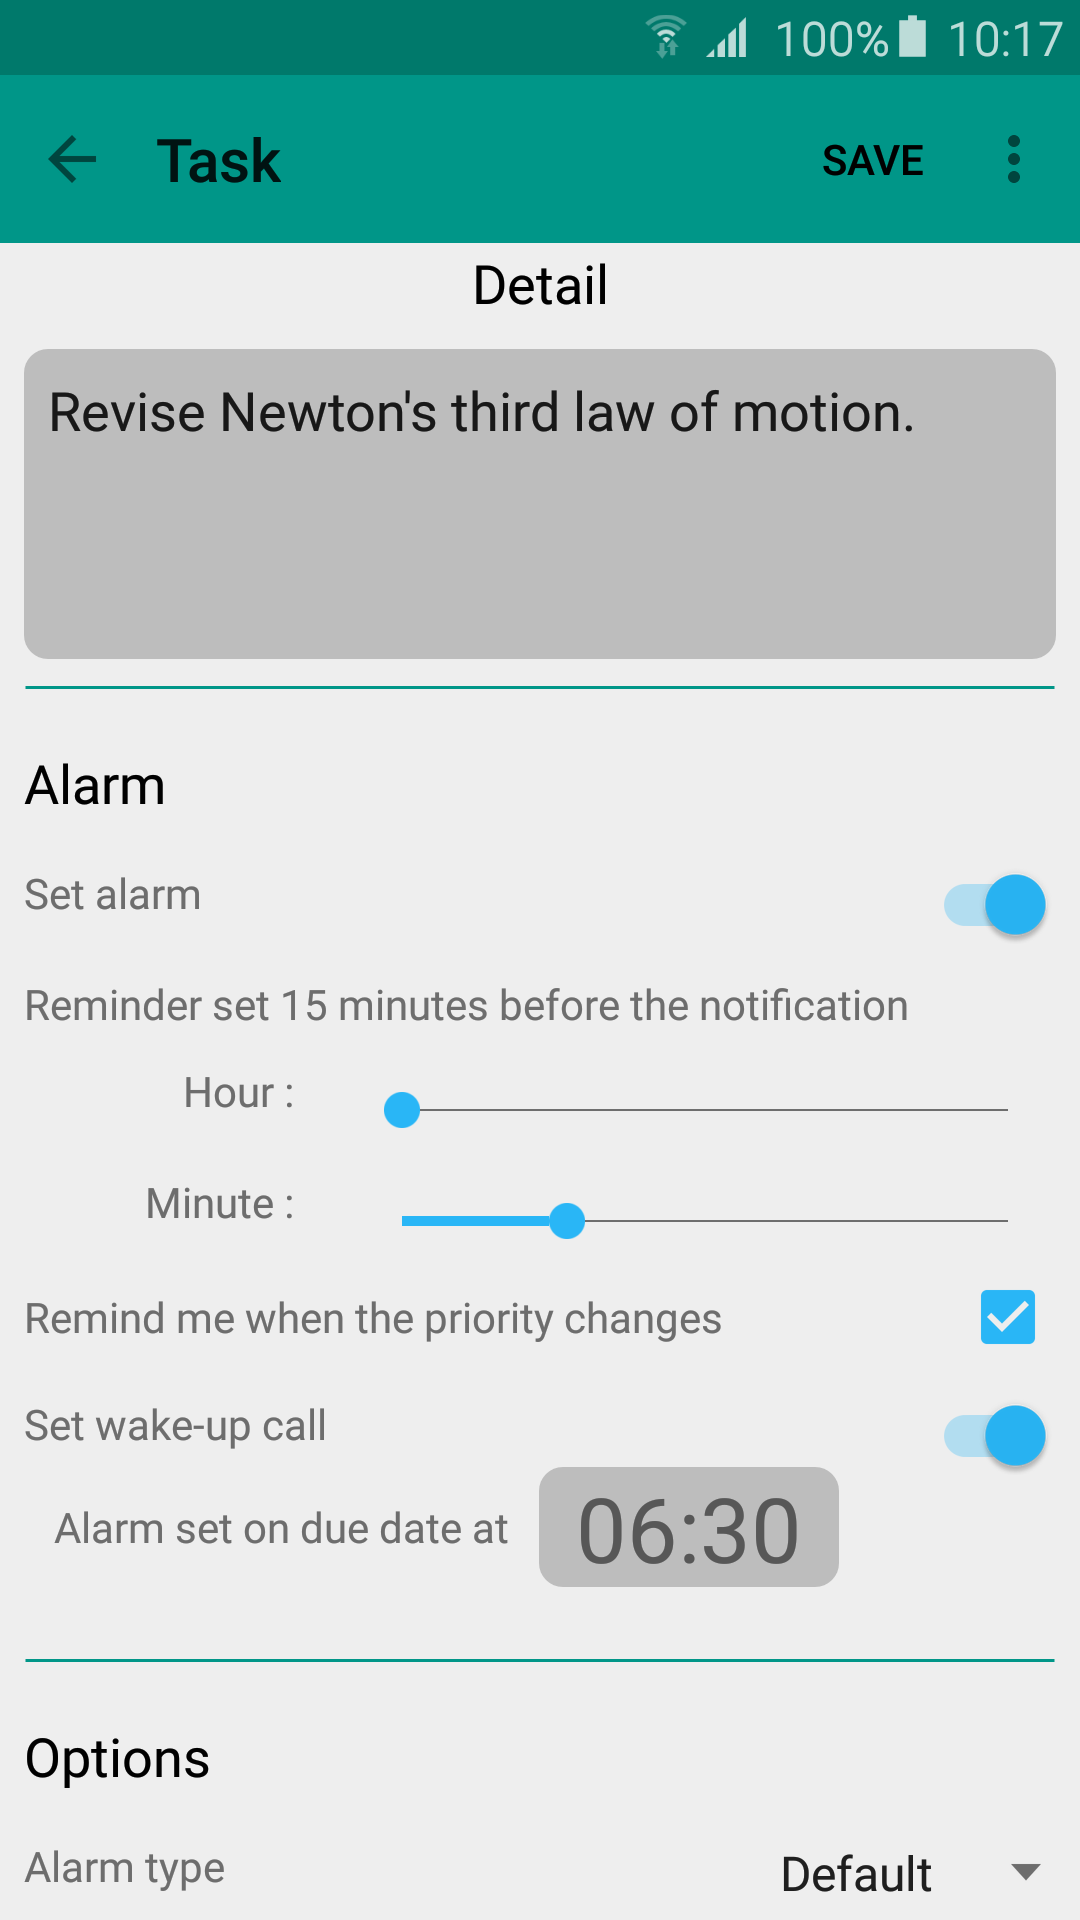 100% 10:17
Task SAVE
Detail
Revise Newton's third law of motion.
Alarm
Set alarm
Reminder set 15 minutes before the notification
Hour :
Minute :
Remind me when the priority changes
Set wake-up call
Alarm set on due date at 06:30
Options
Alarm type Default